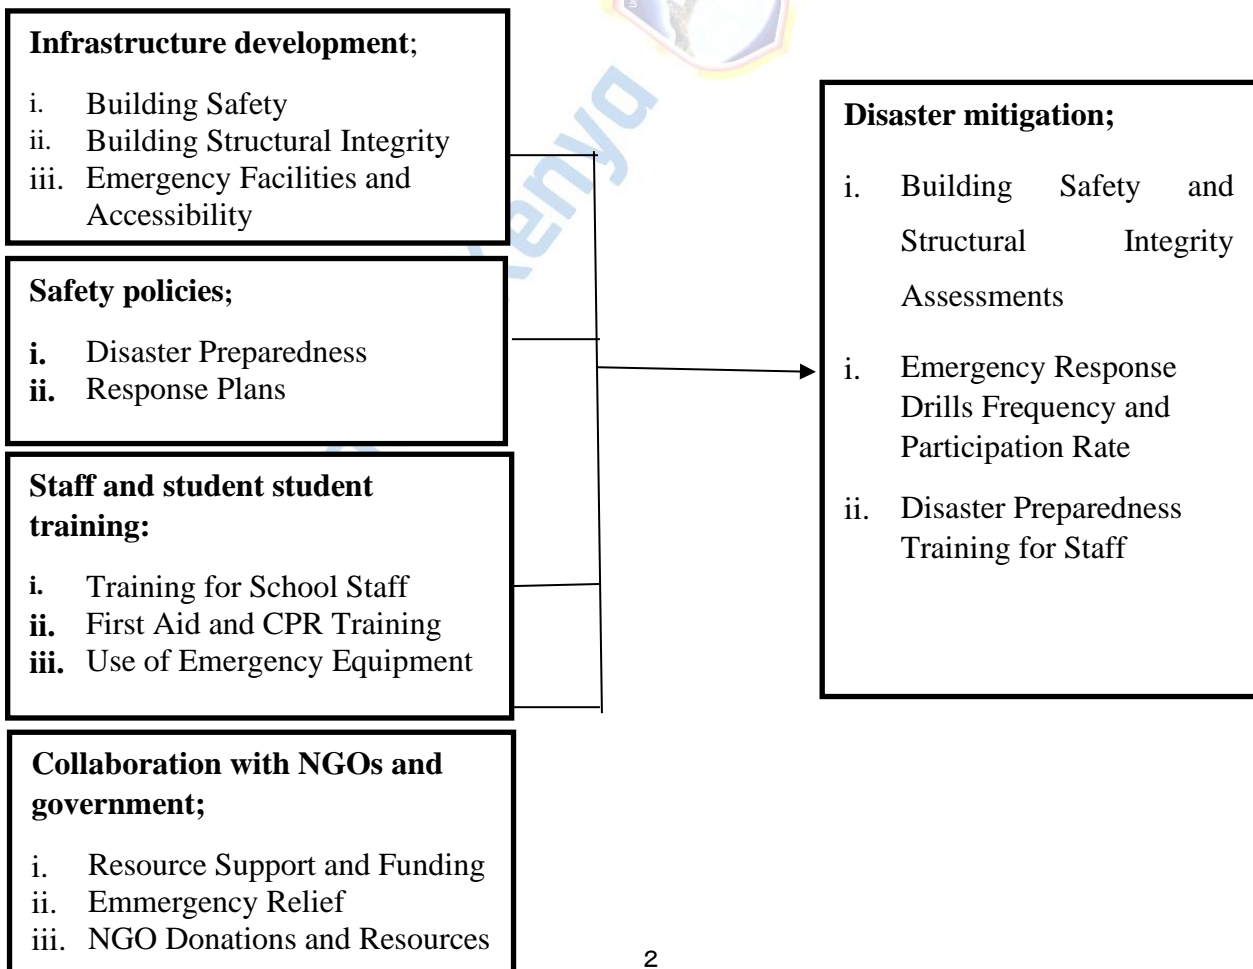 Infrastructure development;
i. Building Safety
ii. Building Structural Integrity
iii. Emergency Facilities and
Accessibility
Safety policies;
i. Disaster Preparedness
ii. Response Plans
Staff and student student
training:
i. Training for School Staff
ii. First Aid and CPR Training
iii. Use of Emergency Equipment
Collaboration with NGOs and
government;
i. Resource Support and Funding
ii. Emmergency Relief
iii. NGO Donations and Resources
Disaster mitigation;
i. Building Safety and
Structural Integrity
Assessments
i. Emergency Response
Drills Frequency and
Participation Rate
ii. Disaster Preparedness
Training for Staff
Kenya
2